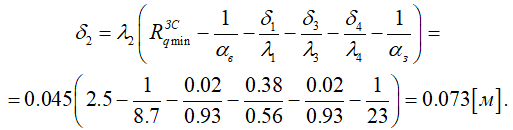 δ₂ = λ₂( R_{q min}^{ЗС} − 1/α_в − δ₁/λ₁ − δ₃/λ₃ − δ₄/λ₄ − 1/α_з ) =
= 0.045( 2.5 − 1/8.7 − 0.02/0.93 − 0.38/0.56 − 0.02/0.93 − 1/23 ) = 0.073[м].